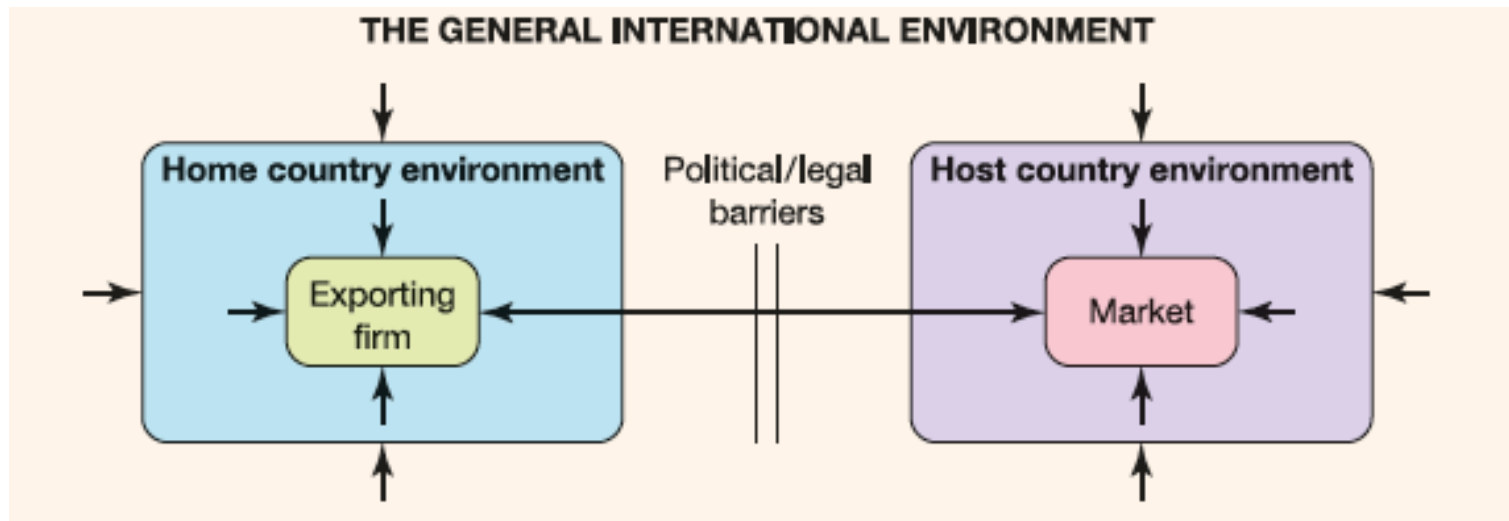 THE GENERAL INTERNATIONAL ENVIRONMENT
Home country environment
Political/legal
barriers
Host country environment
Exporting
firm
Market